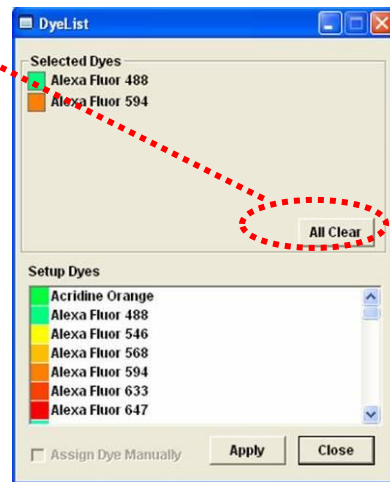 DyeList
Selected Dyes
Alexa Fluor 488
Alexa Fluor 594
All Clear
Setup Dyes
Acridine Orange
Alexa Fluor 488
Alexa Fluor 546
Alexa Fluor 568
Alexa Fluor 594
Alexa Fluor 633
Alexa Fluor 647
Assign Dye Manually
Apply
Close